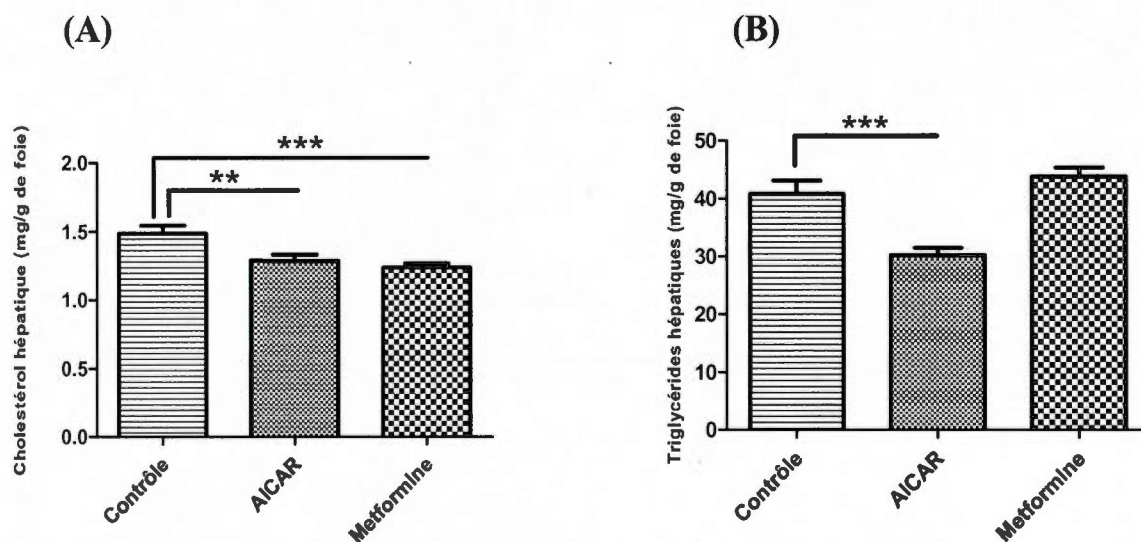 (A)
Cholestérol hépatique (mg/g de foie)
2.0
1.5
1.0
0.5
0.0
***
**
Contrôle
AICAR
Metformine
(B)
Triglycérides hépatiques (mg/g de foie)
50
40
30
20
10
0
***
Contrôle
AICAR
Metformine